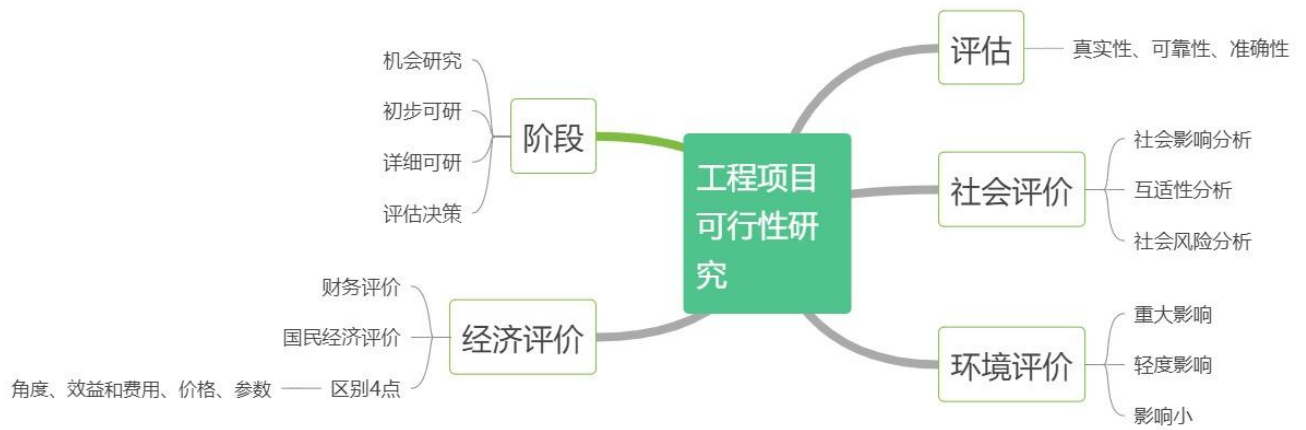 工程项目
可行性研
究
阶段
机会研究
初步可研
详细可研
评估决策
经济评价
财务评价
国民经济评价
区别4点
角度、效益和费用、价格、参数
评估
真实性、可靠性、准确性
社会评价
社会影响分析
互适性分析
社会风险分析
环境评价
重大影响
轻度影响
影响小